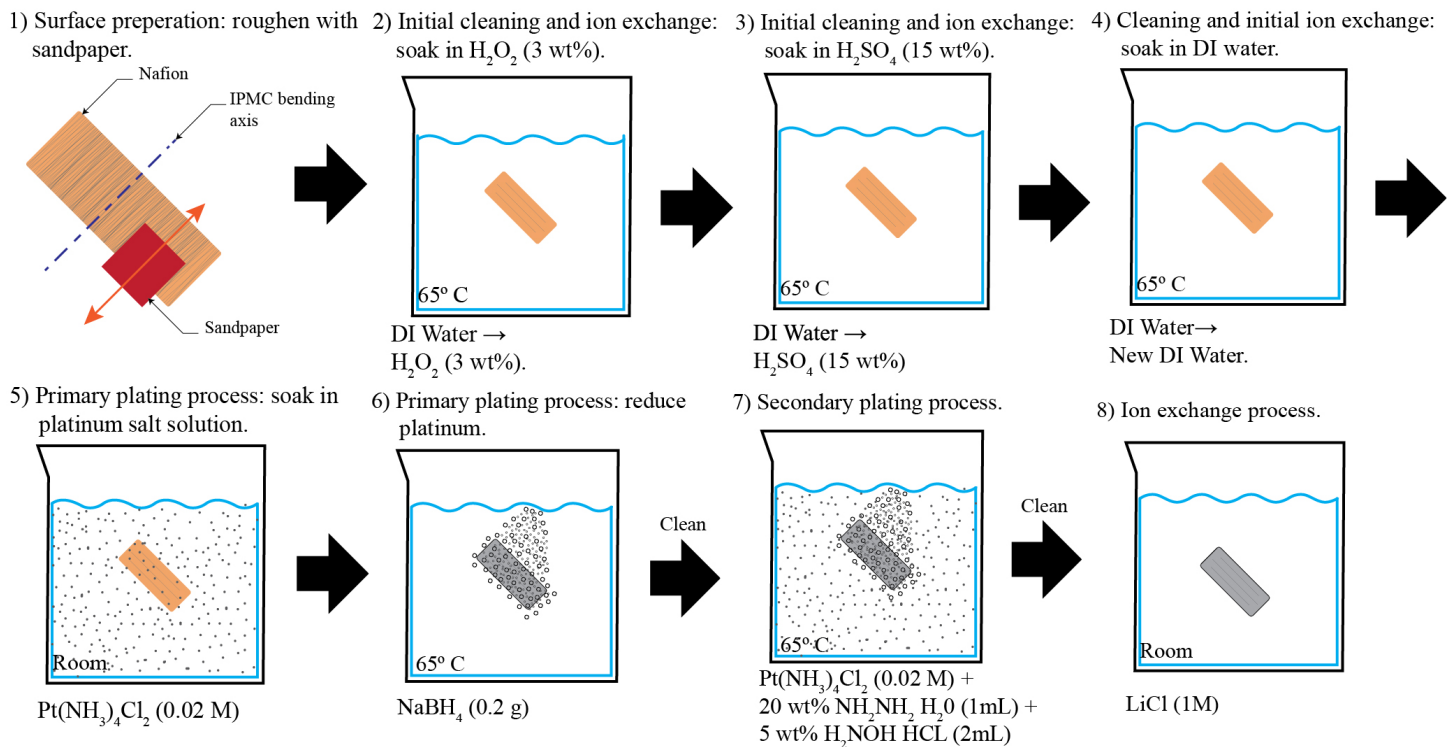 1) Surface preperation: roughen with
sandpaper.
Nafion
IPMC bending
axis
Sandpaper
2) Initial cleaning and ion exchange:
soak in H₂O₂ (3 wt%).
65º C
DI Water →
H₂O₂ (3 wt%).
3) Initial cleaning and ion exchange:
soak in H₂SO₄ (15 wt%).
65º C
DI Water →
H₂SO₄ (15 wt%)
4) Cleaning and initial ion exchange:
soak in DI water.
65º C
DI Water→
New DI Water.
5) Primary plating process: soak in
platinum salt solution.
Room
Pt(NH₃)₄Cl₂ (0.02 M)
6) Primary plating process: reduce
platinum.
65º C
NaBH₄ (0.2 g)
Clean
7) Secondary plating process.
65º C
Pt(NH₃)₄Cl₂ (0.02 M) +
20 wt% NH₂NH₂ H₂0 (1mL) +
5 wt% H₂NOH HCL (2mL)
Clean
8) Ion exchange process.
Room
LiCl (1M)